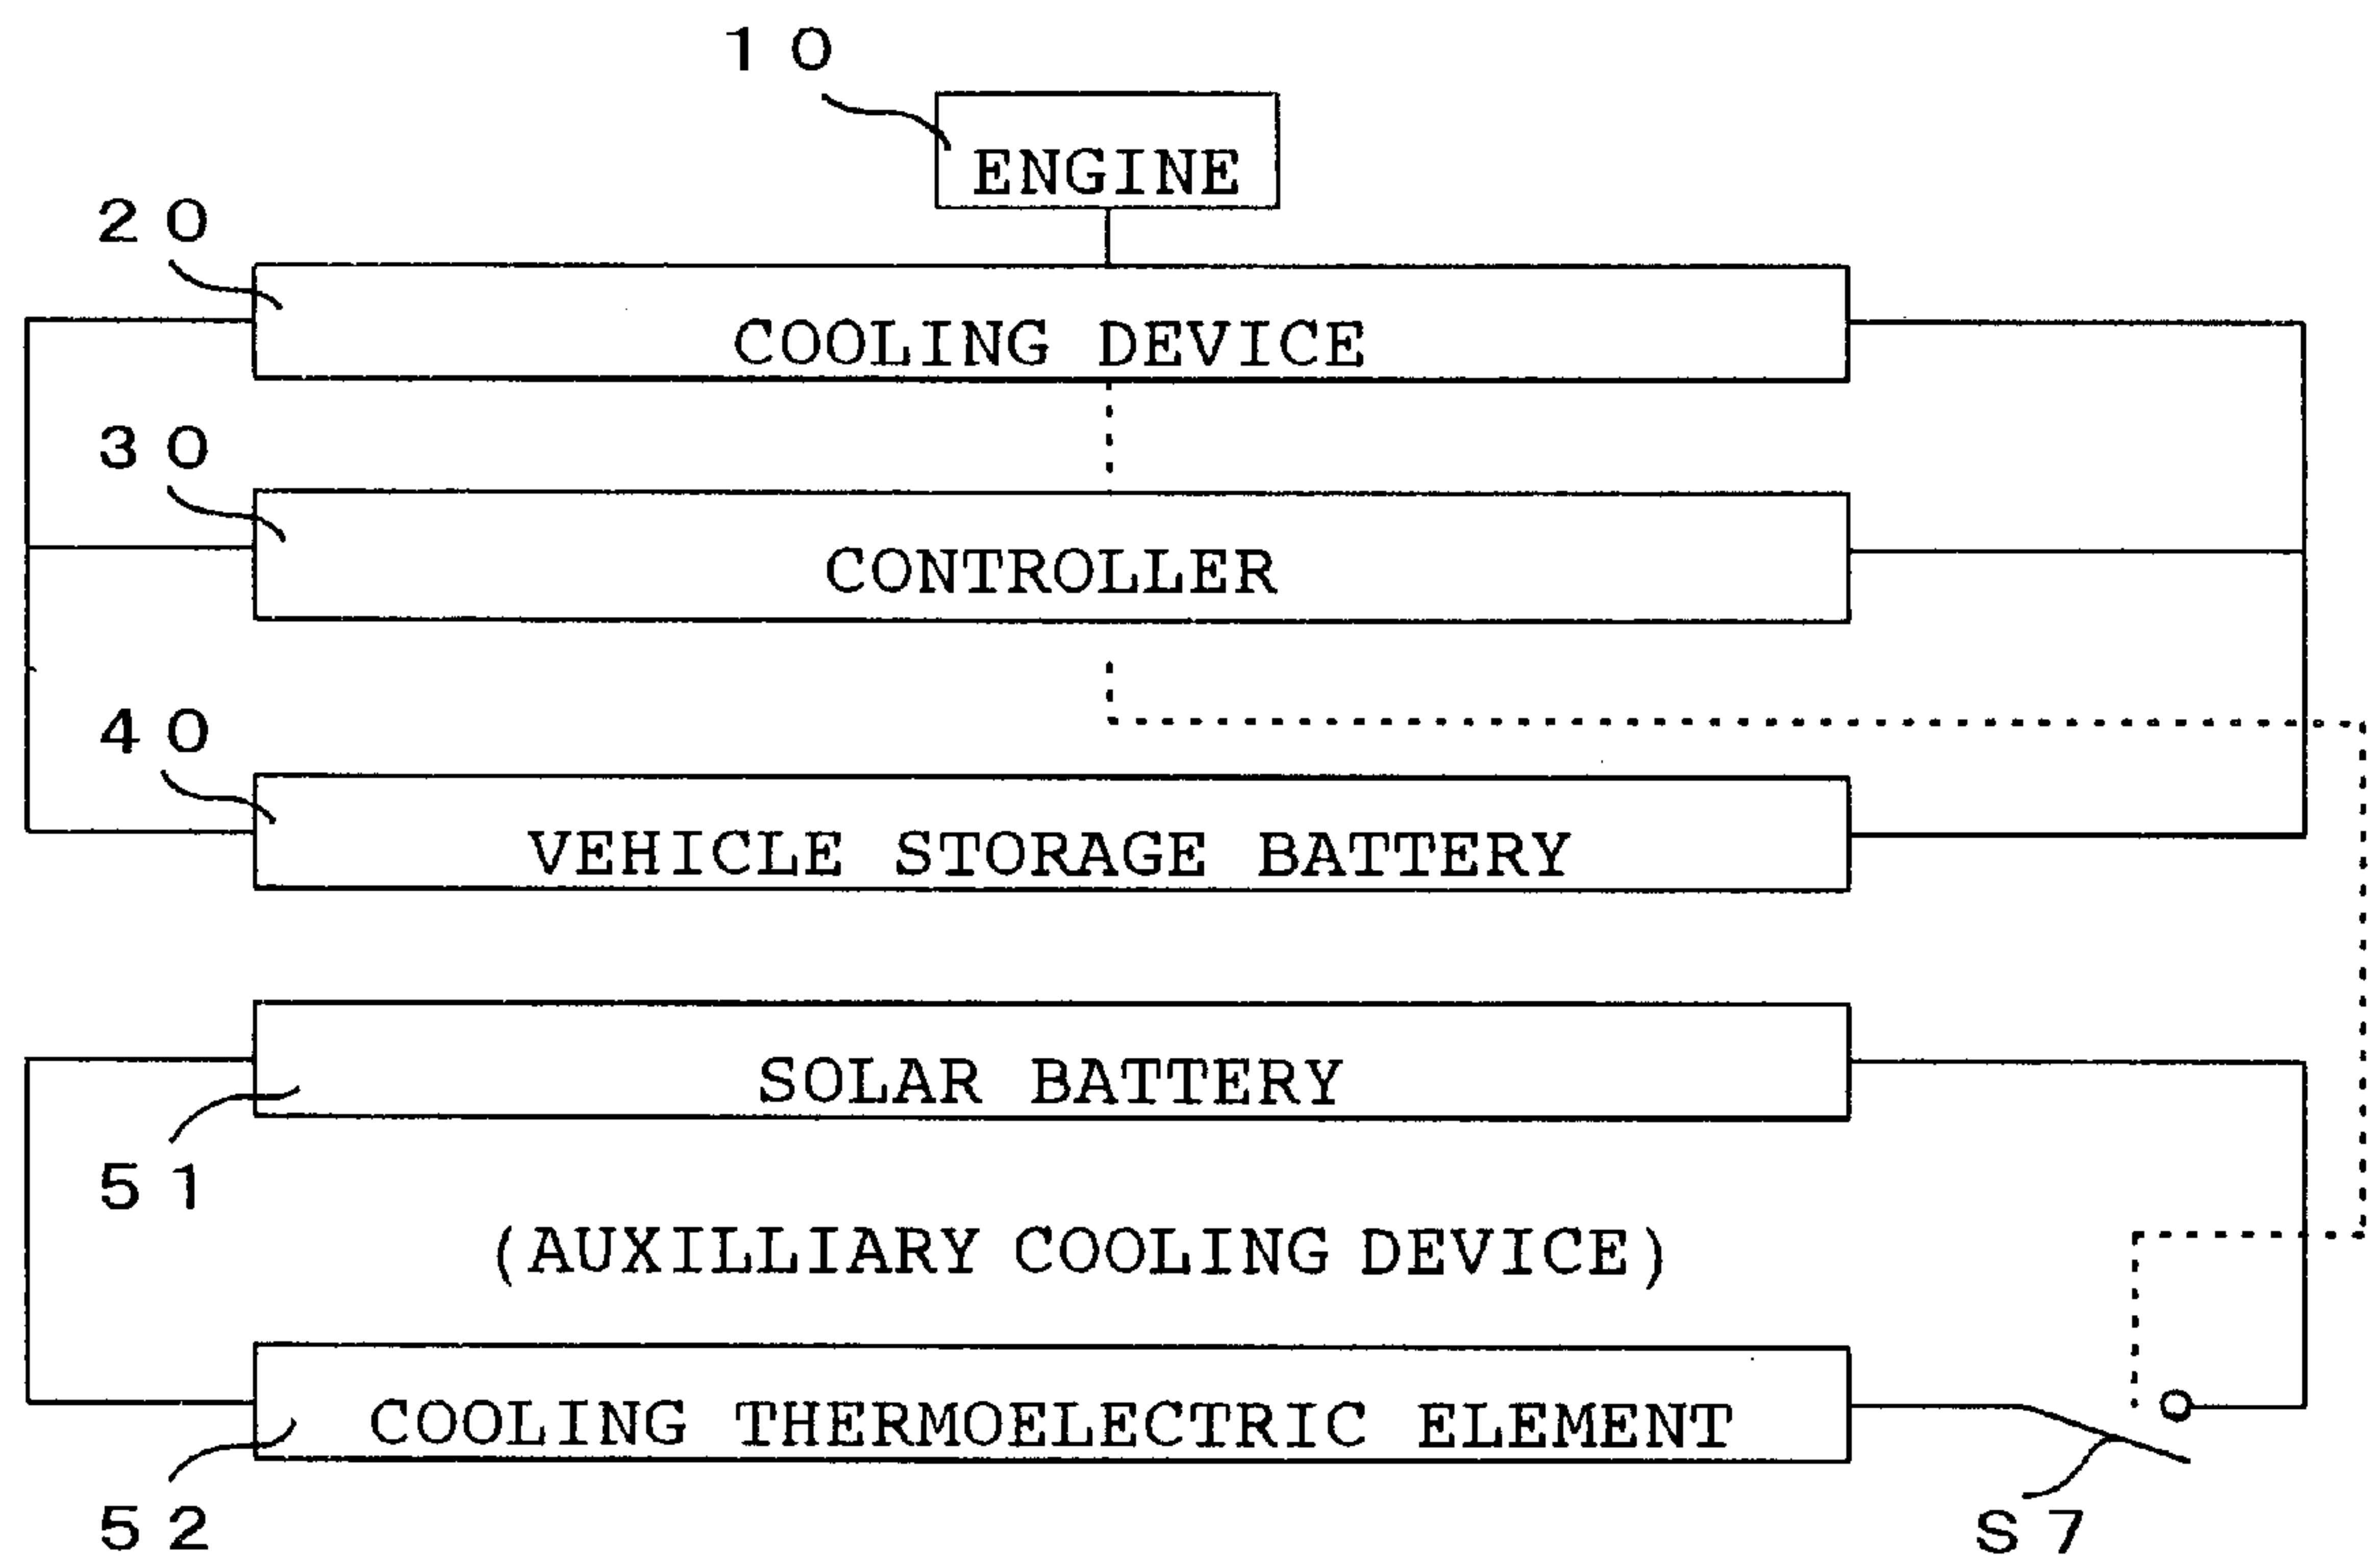 10
ENGINE
20
COOLING DEVICE
30
CONTROLLER
40
VEHICLE STORAGE BATTERY
SOLAR BATTERY
51
(AUXILLIARY COOLING DEVICE)
COOLING THERMOELECTRIC ELEMENT
52
S7